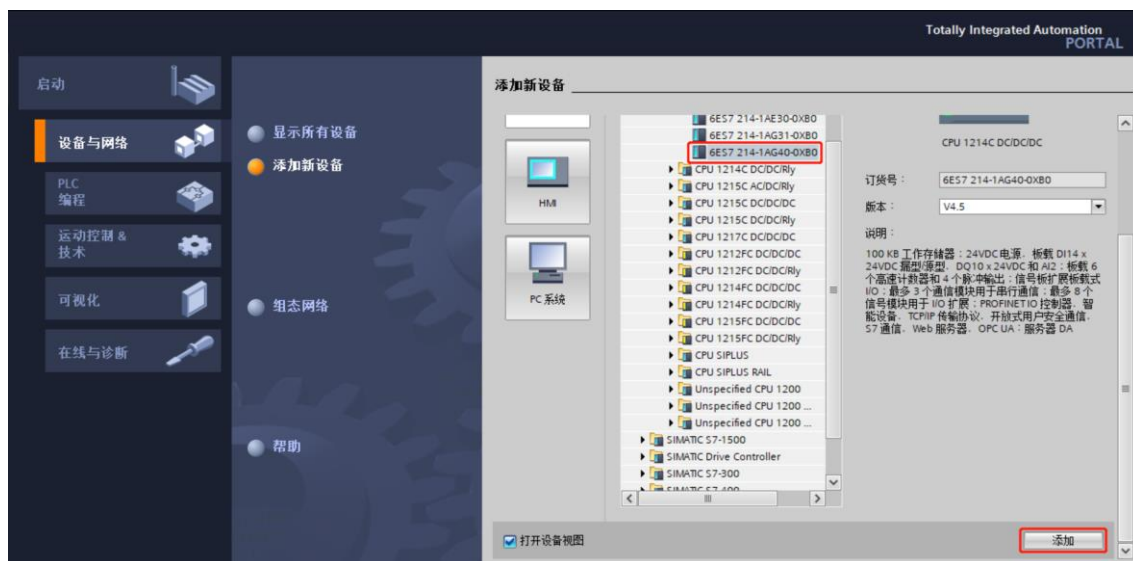 Totally Integrated Automation
PORTAL
启动
设备与网络
PLC
编程
运动控制 &
技术
可视化
在线与诊断
显示所有设备
添加新设备
组态网络
帮助
添加新设备
HMI
PC 系统
6ES7 214-1AE30-0XB0
6ES7 214-1AG31-0XB0
6ES7 214-1AG40-0XB0
CPU 1214C DC/DC/Rly
CPU 1215C AC/DC/Rly
CPU 1215C DC/DC/DC
CPU 1215C DC/DC/Rly
CPU 1217C DC/DC/DC
CPU 1212FC DC/DC/DC
CPU 1212FC DC/DC/Rly
CPU 1214FC DC/DC/DC
CPU 1214FC DC/DC/Rly
CPU 1215FC DC/DC/DC
CPU 1215FC DC/DC/Rly
CPU SIPLUS
CPU SIPLUS RAIL
Unspecified CPU 1200
Unspecified CPU 1200 ...
Unspecified CPU 1200 ...
SIMATIC S7-1500
SIMATIC Drive Controller
SIMATIC S7-300
SIMATIC S7-400
CPU 1214C DC/DC/DC
订货号：
6ES7 214-1AG40-0XB0
版本：
V4.5
说明：
100 KB 工作存储器；24VDC电源，板载 DI14 x
24VDC 漏型/源型，DQ10 x 24VDC 和 AI2；板载 6
个高速计数器和 4 个脉冲输出；信号板扩展板载式
I/O；最多 3 个通信模块用于串行通信；最多 8 个
信号模块用于 I/O 扩展；PROFINET IO 控制器，智
能设备，TCP/IP 传输协议，开放式用户安全通信，
S7 通信，Web 服务器，OPC UA：服务器 DA
打开设备视图
添加